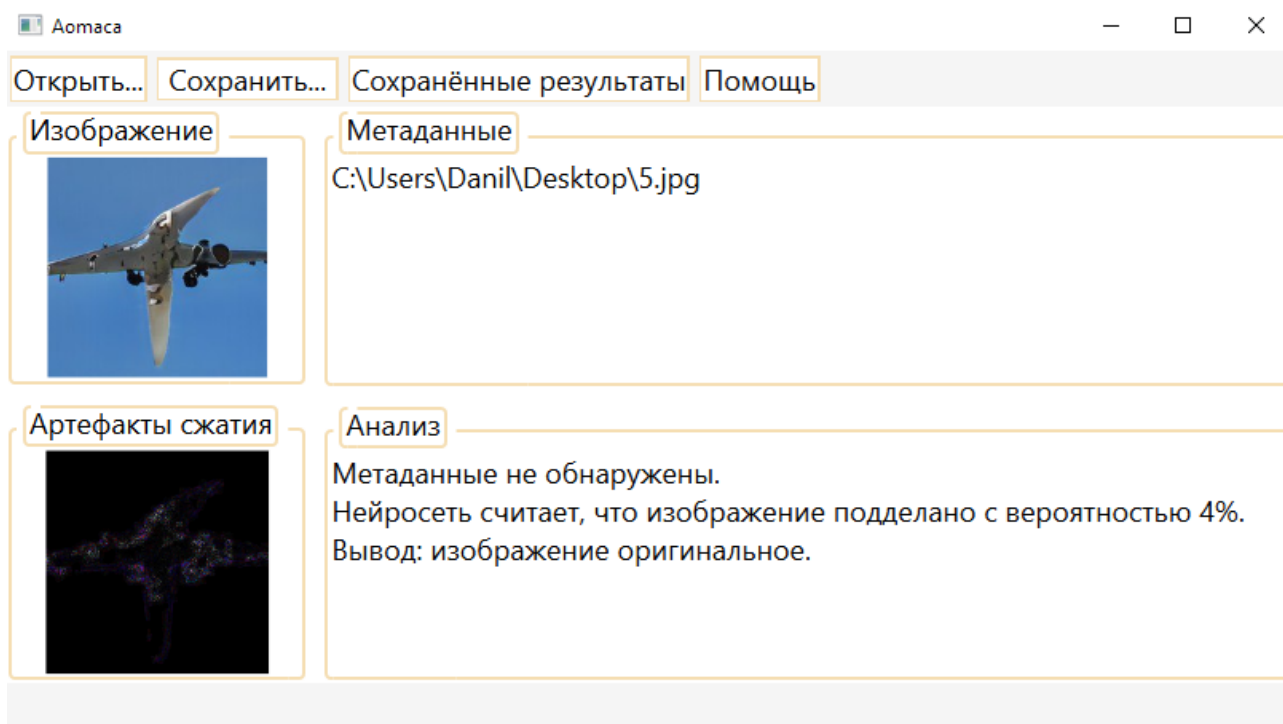 Aomaca
Открыть... Сохранить... Сохранённые результаты Помощь
Изображение
Метаданные
C:\Users\Danil\Desktop\5.jpg
Артефакты сжатия
Анализ
Метаданные не обнаружены.
Нейросеть считает, что изображение подделано с вероятностью 4%.
Вывод: изображение оригинальное.